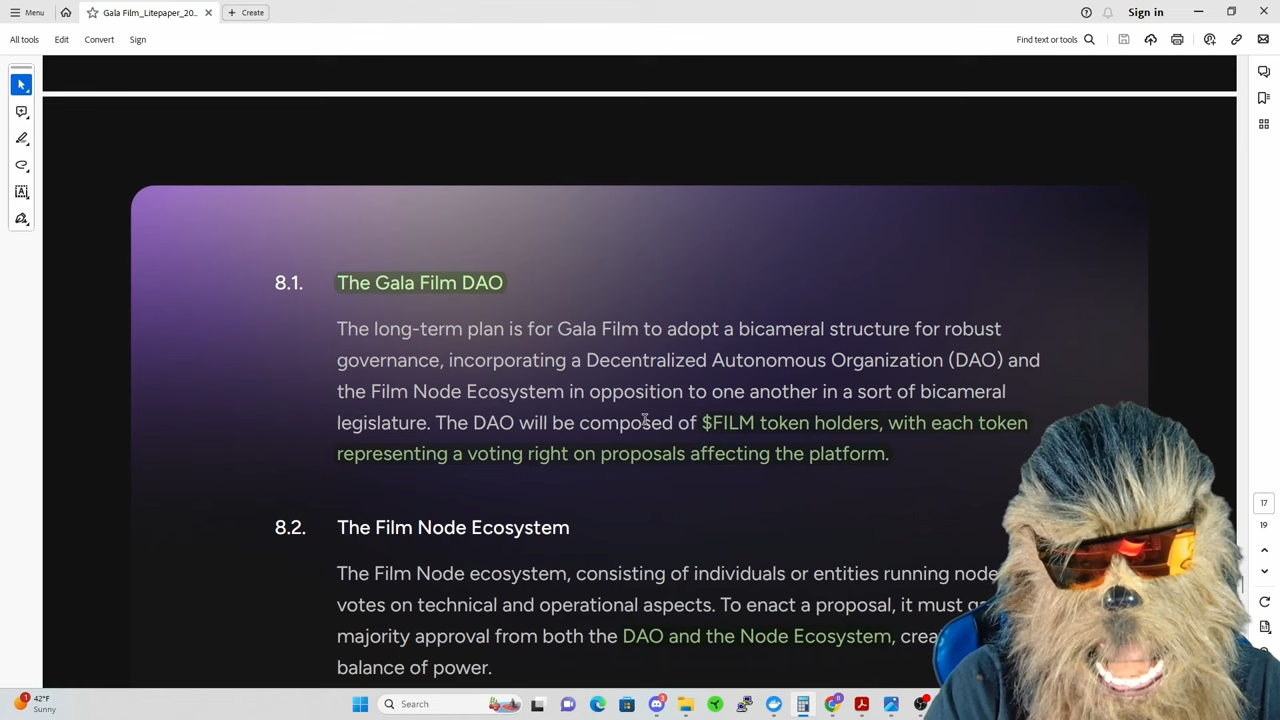 Menu
Gala Film_Litepaper_20...
Create
Sign in
All tools
Edit
Convert
Sign
Find text or tools
8.1. The Gala Film DAO
The long-term plan is for Gala Film to adopt a bicameral structure for robust
governance, incorporating a Decentralized Autonomous Organization (DAO) and
the Film Node Ecosystem in opposition to one another in a sort of bicameral
legislature. The DAO will be composed of $FILM token holders, with each token
representing a voting right on proposals affecting the platform.
8.2. The Film Node Ecosystem
The Film Node ecosystem, consisting of individuals or entities running node
votes on technical and operational aspects. To enact a proposal, it must
majority approval from both the DAO and the Node Ecosystem,
balance of power.
17
19
1
42°F
Sunny
Search